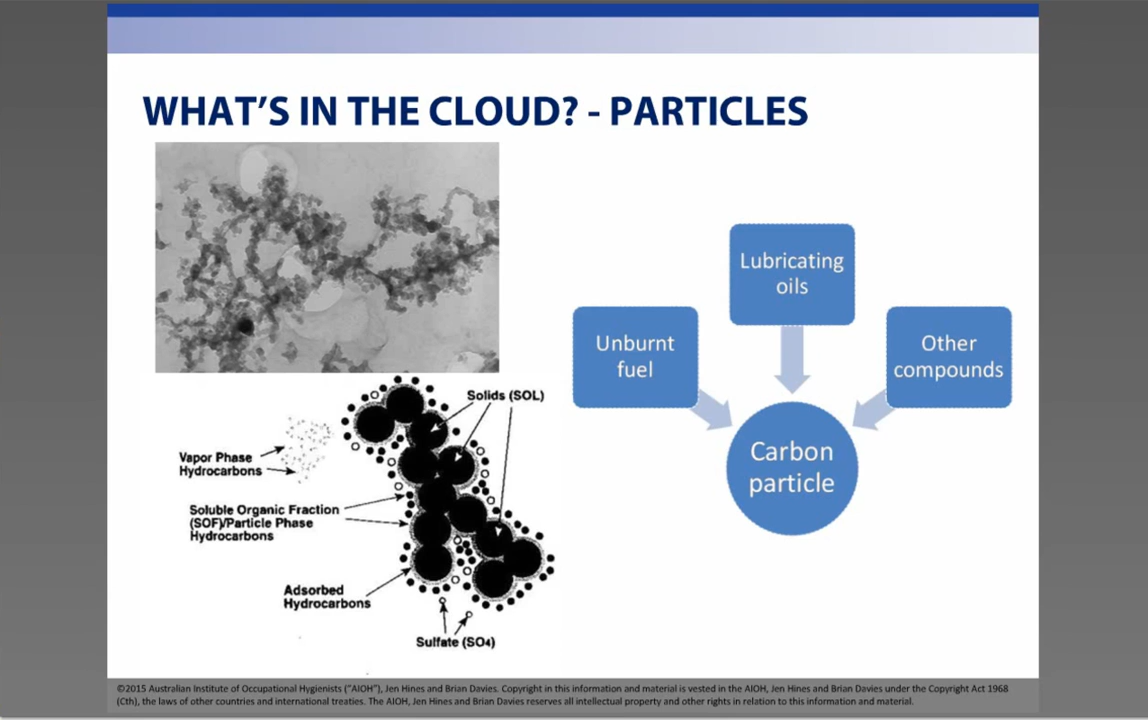 WHAT'S IN THE CLOUD? - PARTICLES
Lubricating
oils
Unburnt
fuel
Other
compounds
Carbon
particle
Solids (SOL)
Vapor Phase
Hydrocarbons
Soluble Organic Fraction
(SOF)/Particle Phase
Hydrocarbons
Adsorbed
Hydrocarbons
Sulfate (SO4)
©2015 Australian Institute of Occupational Hygienists ("AIOH"), Jen Hines and Brian Davies. Copyright in this information and material is vested in the AIOH, Jen Hines and Brian Davies under the Copyright Act 1968
(Cth), the laws of other countries and international treaties. The AIOH, Jen Hines and Brian Davies reserves all intellectual property and other rights in relation to this information and material.